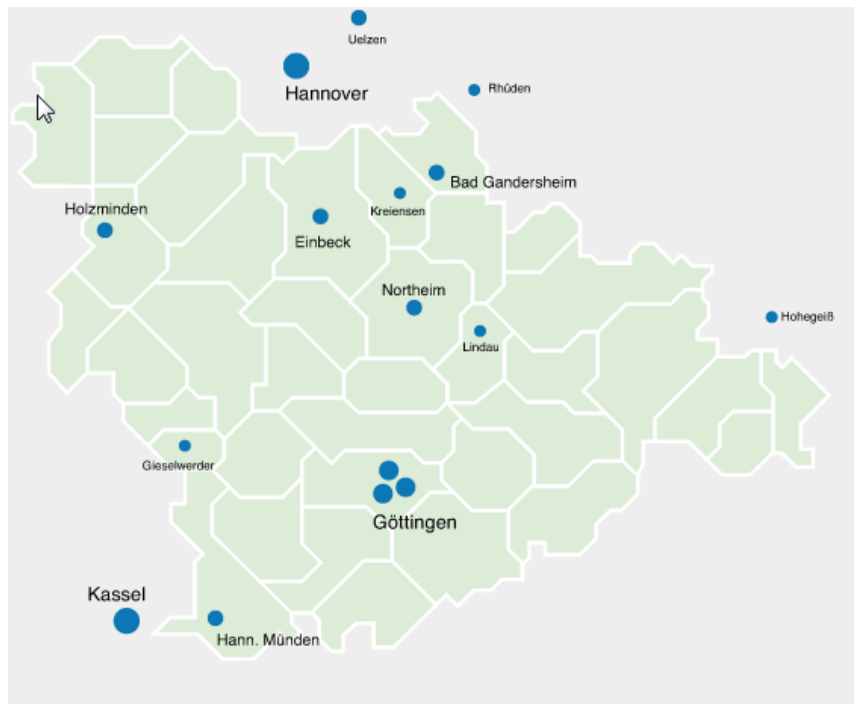 Uelzen
Hannover
Rhüden
Bad Gandersheim
Kreiensen
Holzminden
Einbeck
Northeim
Hohegeiß
Lindau
Gieselwerder
Göttingen
Kassel
Hann. Münden